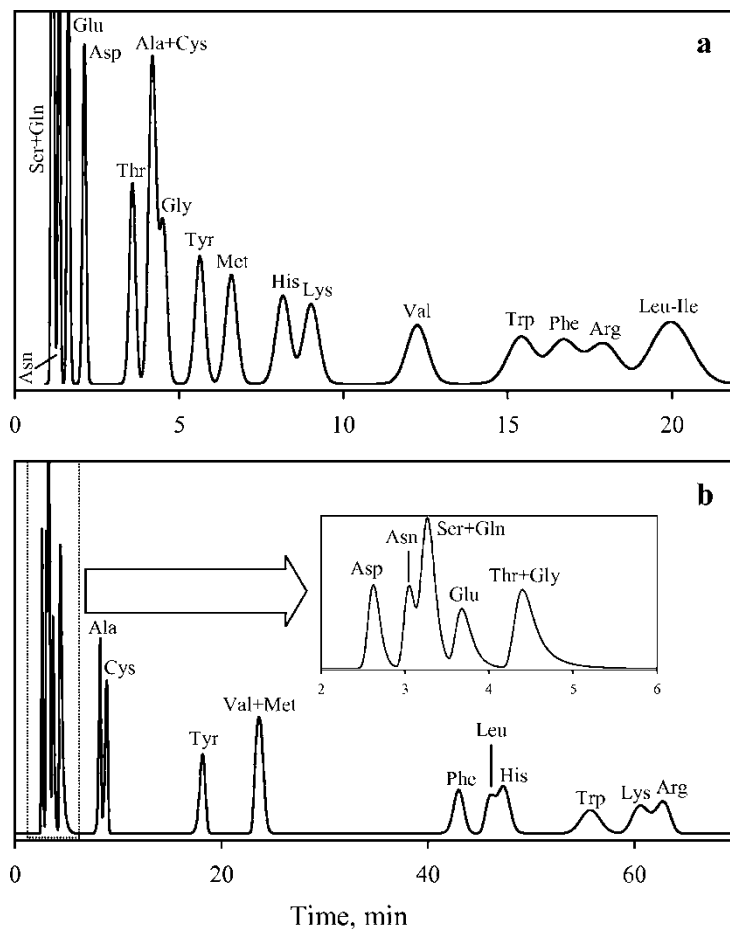 a
Glu
Asp
Ala+Cys
Ser+Gln
Asn
Thr
Gly
Tyr
Met
His
Lys
Val
Trp
Phe
Arg
Leu-Ile
0 5 10 15 20
b
Asp
Asn
Ser+Gln
Glu
Thr+Gly
2 3 4 5 6
Ala
Cys
Tyr
Val+Met
Phe
Leu
His
Trp
Lys
Arg
0 20 40 60
Time, min